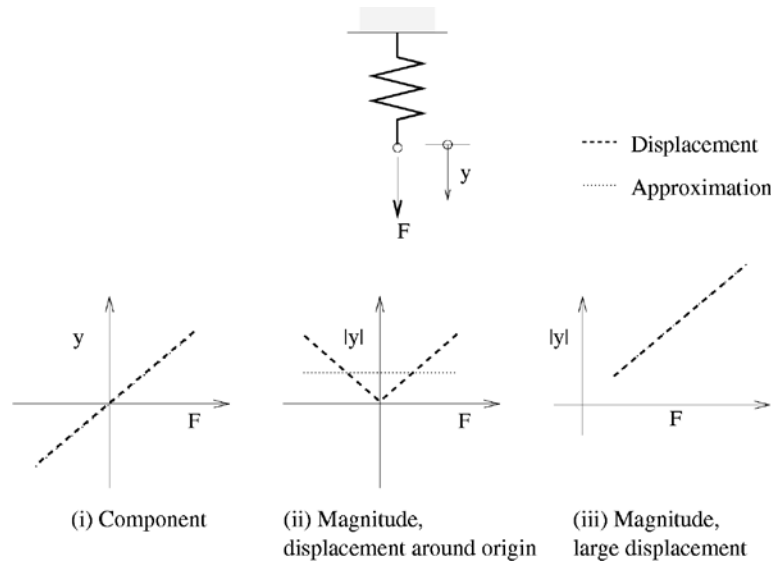 Displacement
y
Approximation
F
y
F
|y|
F
|y|
F
(i) Component
(ii) Magnitude,
displacement around origin
(iii) Magnitude,
large displacement